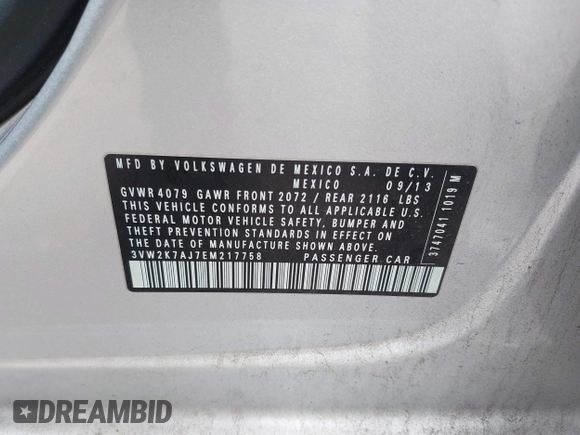 MFD BY VOLKSWAGEN DE MEXICO S.A. DE C.V.
MEXICO 09/13
GVWR 4079 GAWR FRONT 2072 / REAR 2116 LBS
THIS VEHICLE CONFORMS TO ALL APPLICABLE U.S.
FEDERAL MOTOR VEHICLE SAFETY, BUMPER AND
THEFT PREVENTION STANDARDS IN EFFECT ON
THE DATE OF MANUFACTURE SHOWN ABOVE.
3VW2K7AJ7EM217758 PASSENGER CAR
3747041 1019 M
DREAMBID